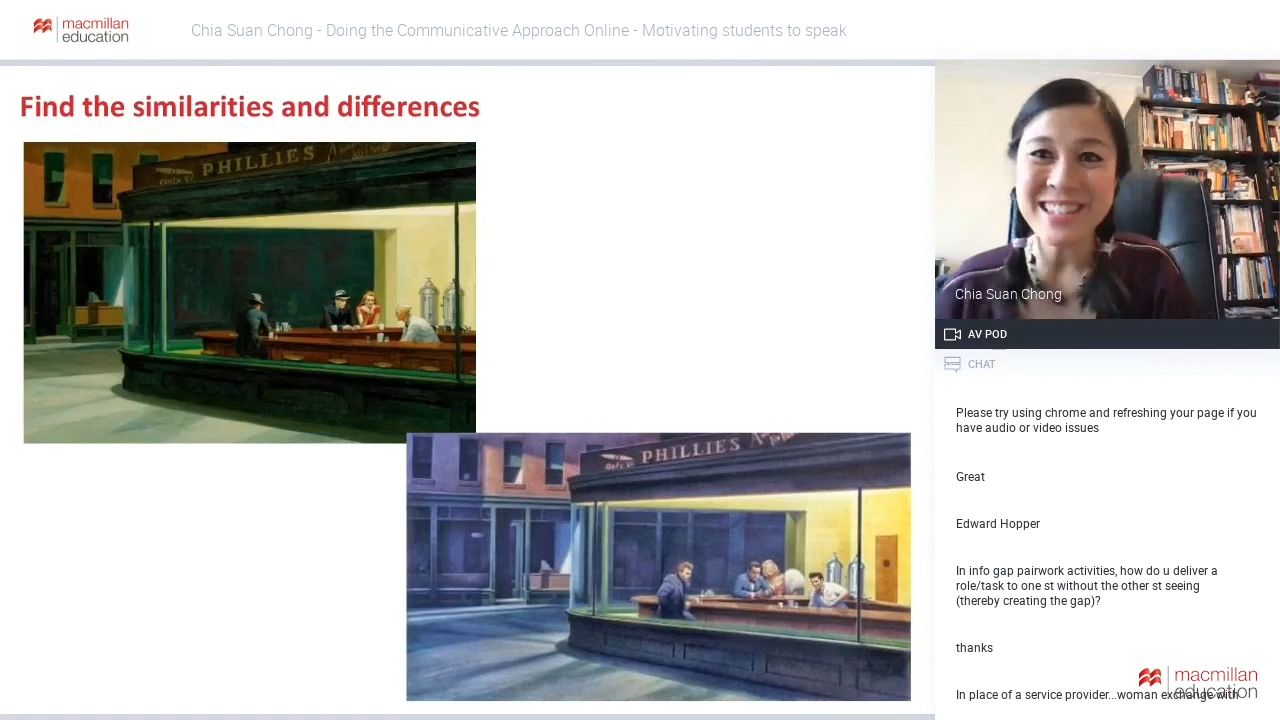 macmillan
education
Chia Suan Chong - Doing the Communicative Approach Online - Motivating students to speak
Find the similarities and differences
PHILLIES
PHILLIES
Chia Suan Chong
AV POD
CHAT
Please try using chrome and refreshing your page if you
have audio or video issues
Great
Edward Hopper
In info gap pairwork activities, how do u deliver a
role/task to one st without the other st seeing
(thereby creating the gap)?
thanks
macmillan
education
In place of a service provider...woman exchange with